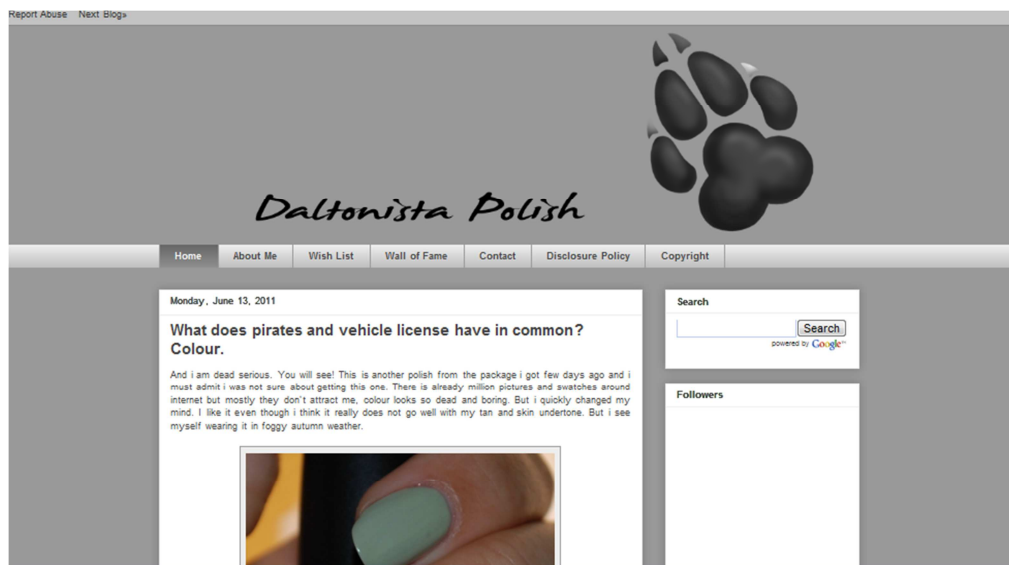 Report Abuse Next Blog»
Daltonista Polish
Home About Me Wish List Wall of Fame Contact Disclosure Policy Copyright
Monday, June 13, 2011
What does pirates and vehicle license have in common?
Colour.
And i am dead serious. You will see! This is another polish from the package i got few days ago and i
must admit i was not sure about getting this one. There is already million pictures and swatches around
internet but mostly they don't attract me, colour looks so dead and boring. But i quickly changed my
mind. I like it even though i think it really does not go well with my tan and skin undertone. But i see
myself wearing it in foggy autumn weather.
Search
Search
powered by Google™
Followers